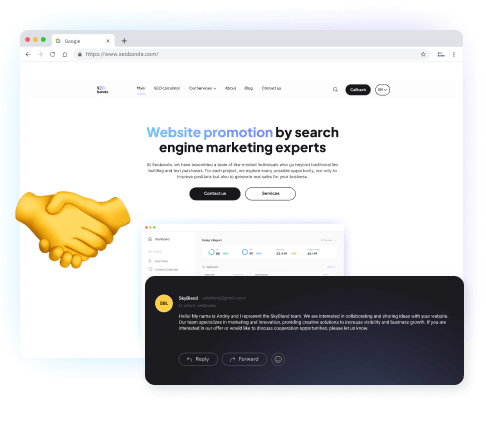 Google
https://www.seobanda.com/
SEO
banda
Main
SEO calculator
Our Services
About
Blog
Contact us
Callback
EN
Website promotion by search
engine marketing experts
At Seobanda, we have assembled a team of like-minded individuals who go beyond traditional link
building and text purchases. For each project, we explore every possible opportunity, not only to
improve positions but also to generate real sales for your business.
Contact us
Services
Dashboard
Today's Report
SBL
SkyBlend
Hello! My name is Andriy and I represent the SkyBlend team. We are interested in collaborating and sharing ideas with your website.
Our team specializes in marketing and innovation, providing creative solutions to increase visibility and business growth. If you are
interested in our offer or would like to discuss cooperation opportunities, please let us know.
Reply
Forward